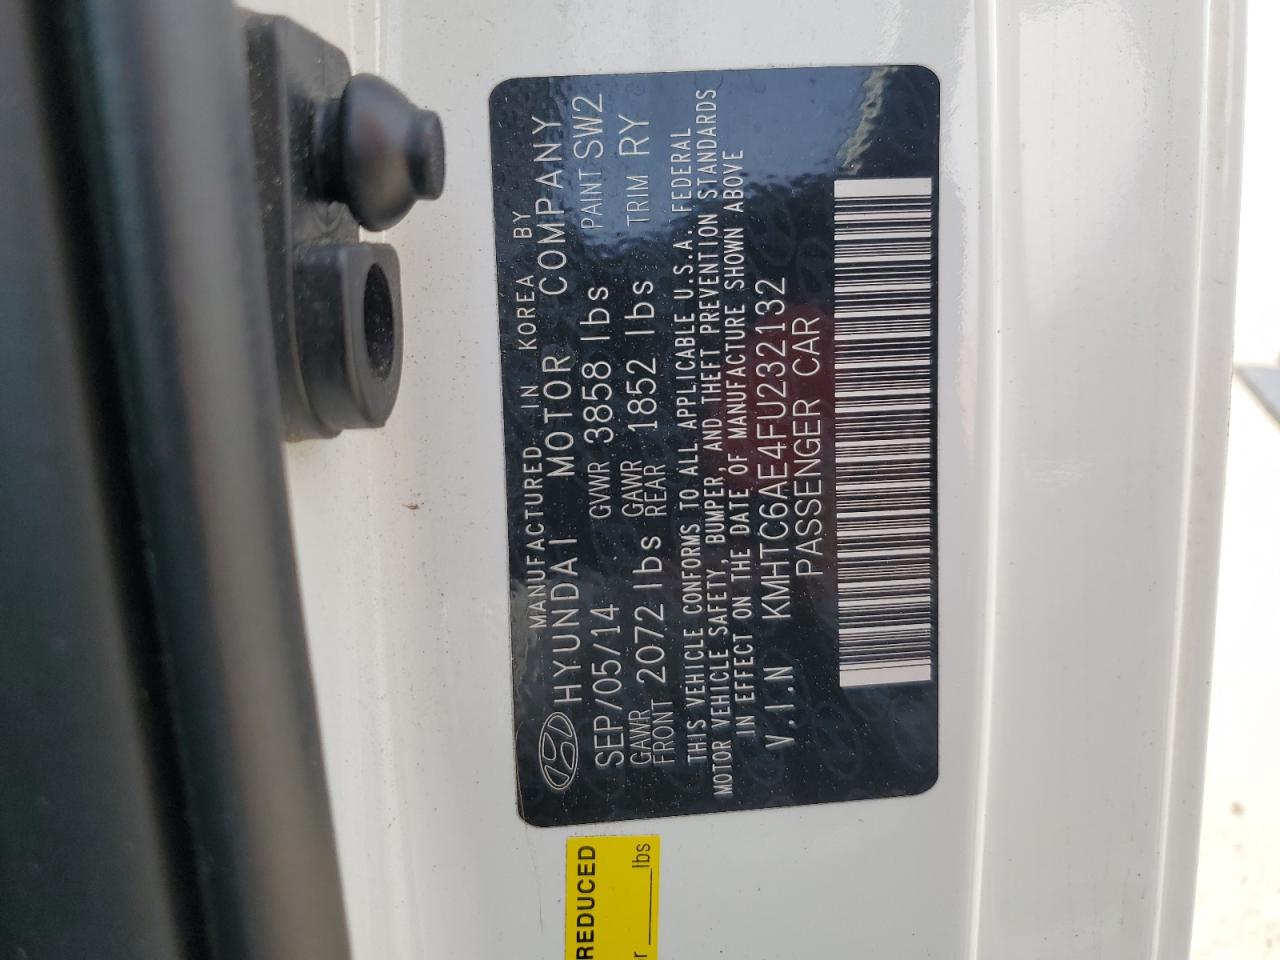 MANUFACTURED IN KOREA BY
HYUNDAI MOTOR COMPANY
SEP/05/14 GVWR 3858 lbs PAINT SW2
GAWR FRONT 2072 lbs GAWR REAR 1852 lbs TRIM RY
THIS VEHICLE CONFORMS TO ALL APPLICABLE U.S.A. FEDERAL
MOTOR VEHICLE SAFETY, BUMPER, AND THEFT PREVENTION STANDARDS
IN EFFECT ON THE DATE OF MANUFACTURE SHOWN ABOVE
V.I.N KMHTC6AE4FU232132
PASSENGER CAR
REDUCED
lbs